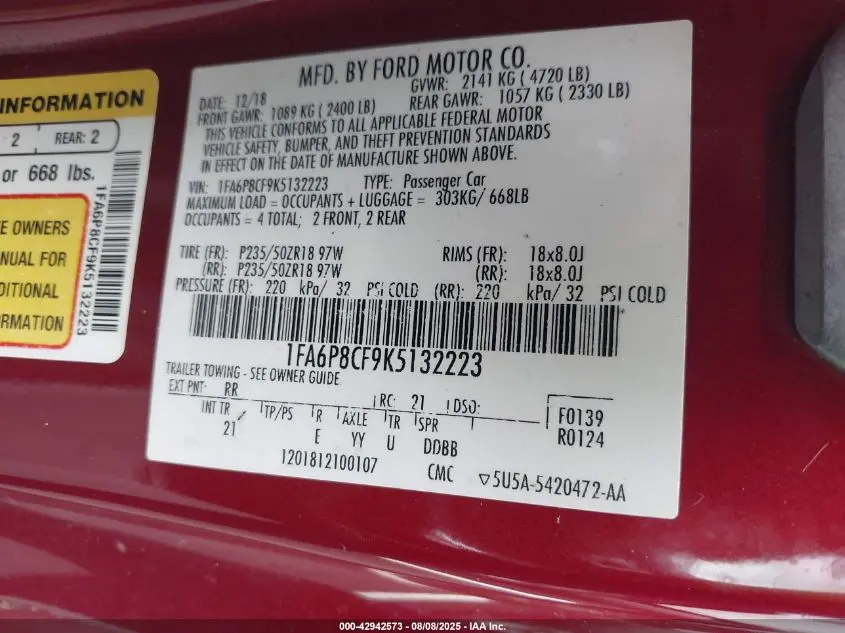 INFORMATION
2 REAR: 2
or 668 lbs.
OWNERS
FOR
1FA6P8CF9K5132223
MFD. BY FORD MOTOR CO.
DATE: 12/18 GVWR: 2141 KG ( 4720 LB)
FRONT GAWR: 1089 KG ( 2400 LB) REAR GAWR: 1057 KG ( 2330 LB)
THIS VEHICLE CONFORMS TO ALL APPLICABLE FEDERAL MOTOR
VEHICLE SAFETY, BUMPER, AND THEFT PREVENTION STANDARDS
IN EFFECT ON THE DATE OF MANUFACTURE SHOWN ABOVE.
VIN: 1FA6P8CF9K5132223 TYPE: Passenger Car
MAXIMUM LOAD = OCCUPANTS + LUGGAGE = 303KG/ 668LB
OCCUPANTS = 4 TOTAL; 2 FRONT, 2 REAR
TIRE (FR): P235/50ZR18 97W RIMS (FR): 18x8.0J
(RR): P235/50ZR18 97W (RR): 18x8.0J
PRESSURE (FR): 220 kPa/ 32 PSI COLD (RR): 220 kPa/ 32 PSI COLD
1FA6P8CF9K5132223
TRAILER TOWING - SEE OWNER GUIDE
EXT PNT: RR RC: 21 DSO: F0139
INT TR TP/PS R AXLE TR SPR R0124
21 E YY U DDBB
1201812100107 CMC ▽5U5A-5420472-AA
000-42942573 - 08/08/2025 - IAA Inc.